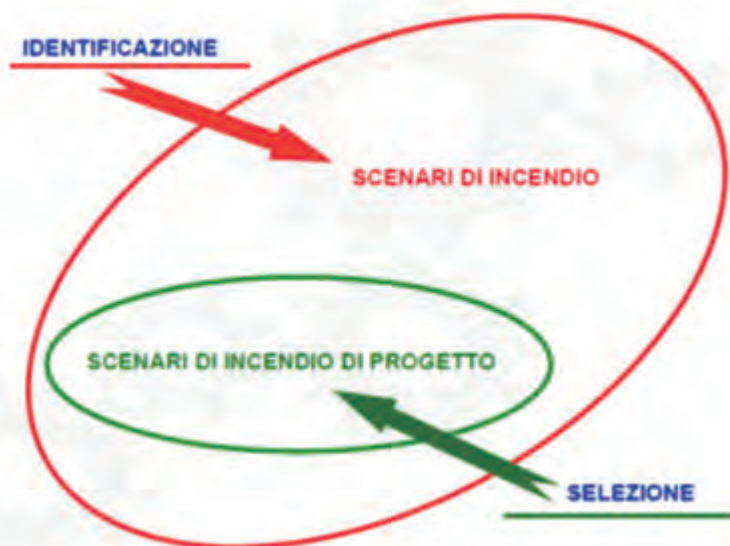 IDENTIFICAZIONE
SCENARI DI INCENDIO
SCENARI DI INCENDIO DI PROGETTO
SELEZIONE